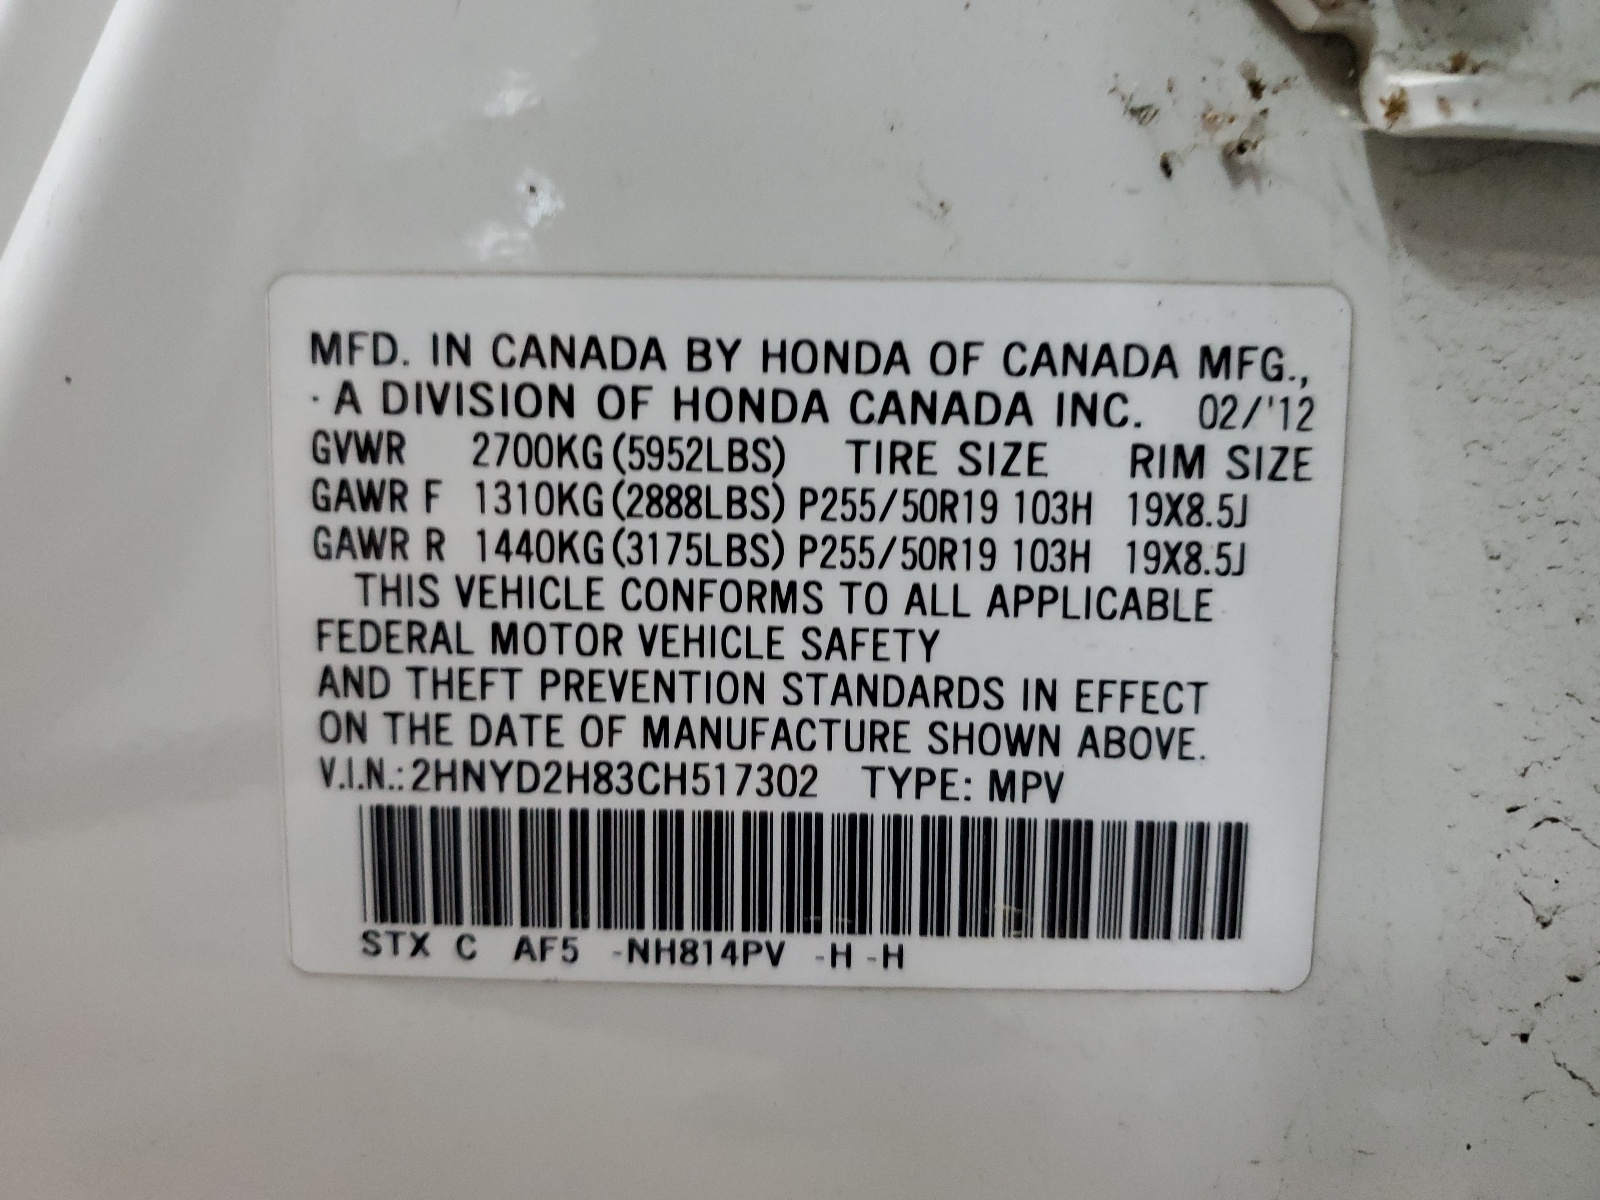 MFD. IN CANADA BY HONDA OF CANADA MFG.,
·A DIVISION OF HONDA CANADA INC. 02/'12
GVWR 2700KG(5952LBS) TIRE SIZE RIM SIZE
GAWR F 1310KG(2888LBS) P255/50R19 103H 19X8.5J
GAWR R 1440KG(3175LBS) P255/50R19 103H 19X8.5J
THIS VEHICLE CONFORMS TO ALL APPLICABLE
FEDERAL MOTOR VEHICLE SAFETY
AND THEFT PREVENTION STANDARDS IN EFFECT
ON THE DATE OF MANUFACTURE SHOWN ABOVE.
V.I.N.: 2HNYD2H83CH517302 TYPE: MPV
STX C AF5 -NH814PV -H -H